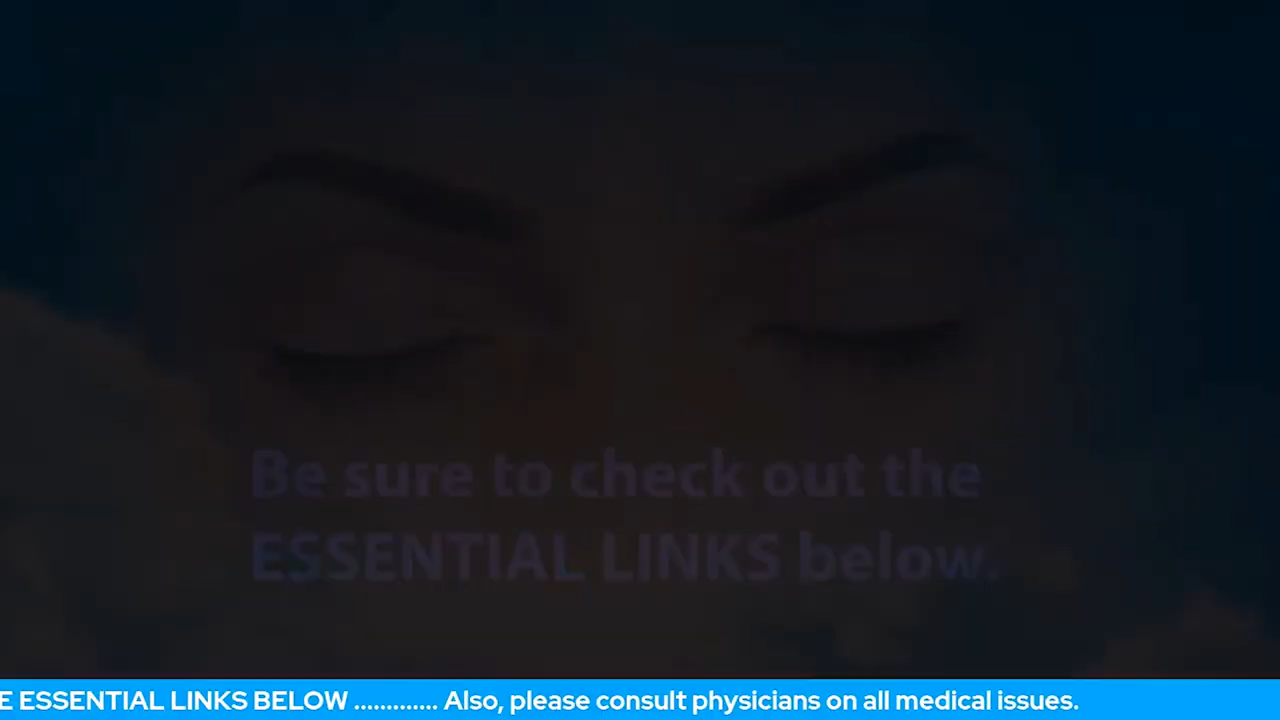 Be sure to check out the
ESSENTIAL LINKS below.
E ESSENTIAL LINKS BELOW ............. Also, please consult physicians on all medical issues.